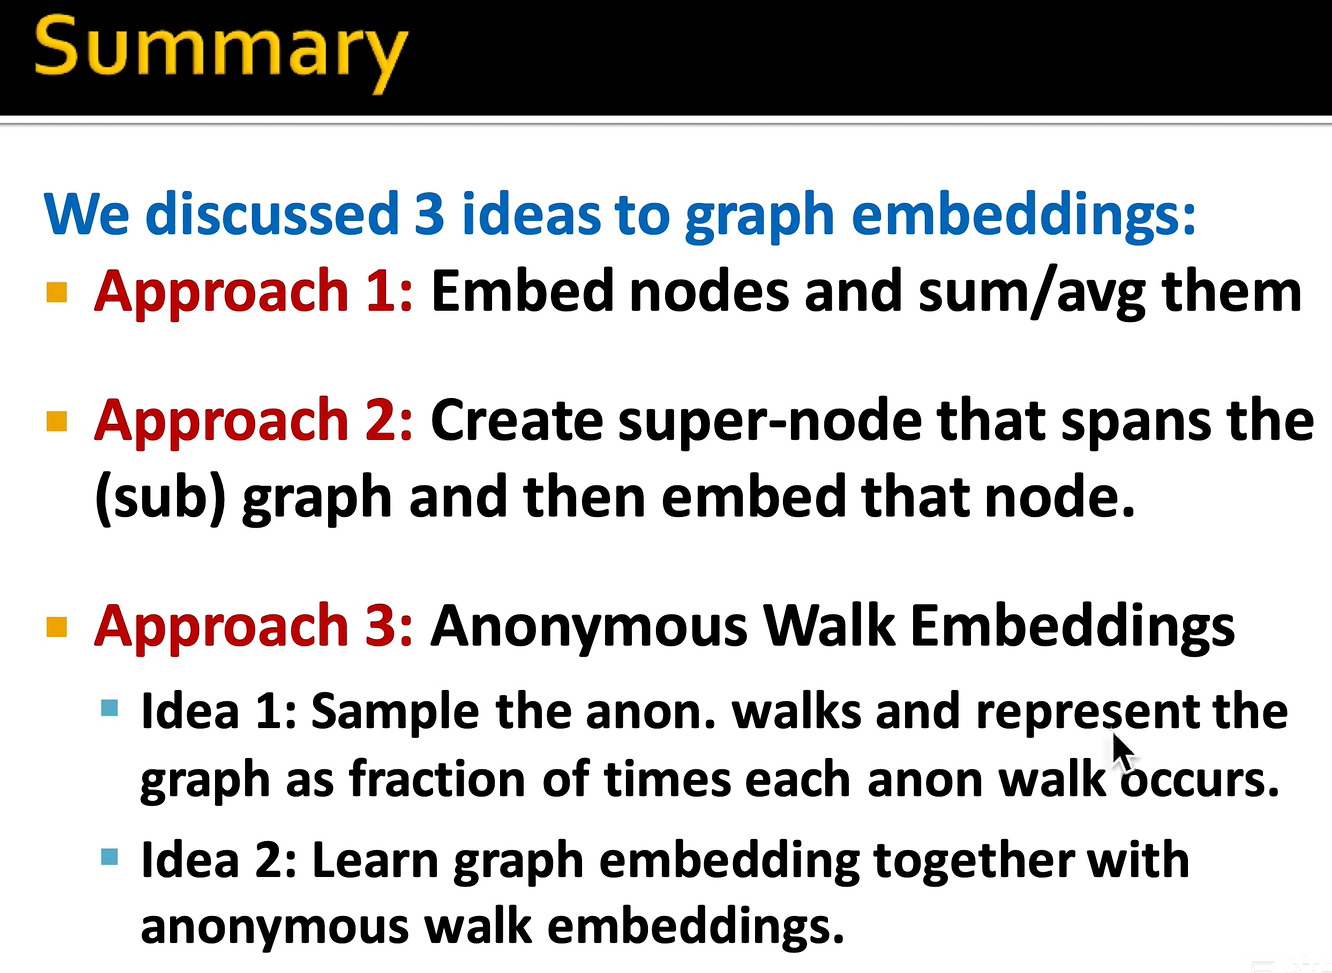 Summary
We discussed 3 ideas to graph embeddings:
Approach 1: Embed nodes and sum/avg them
Approach 2: Create super-node that spans the
(sub) graph and then embed that node.
Approach 3: Anonymous Walk Embeddings
Idea 1: Sample the anon. walks and represent the
graph as fraction of times each anon walk occurs.
Idea 2: Learn graph embedding together with
anonymous walk embeddings.